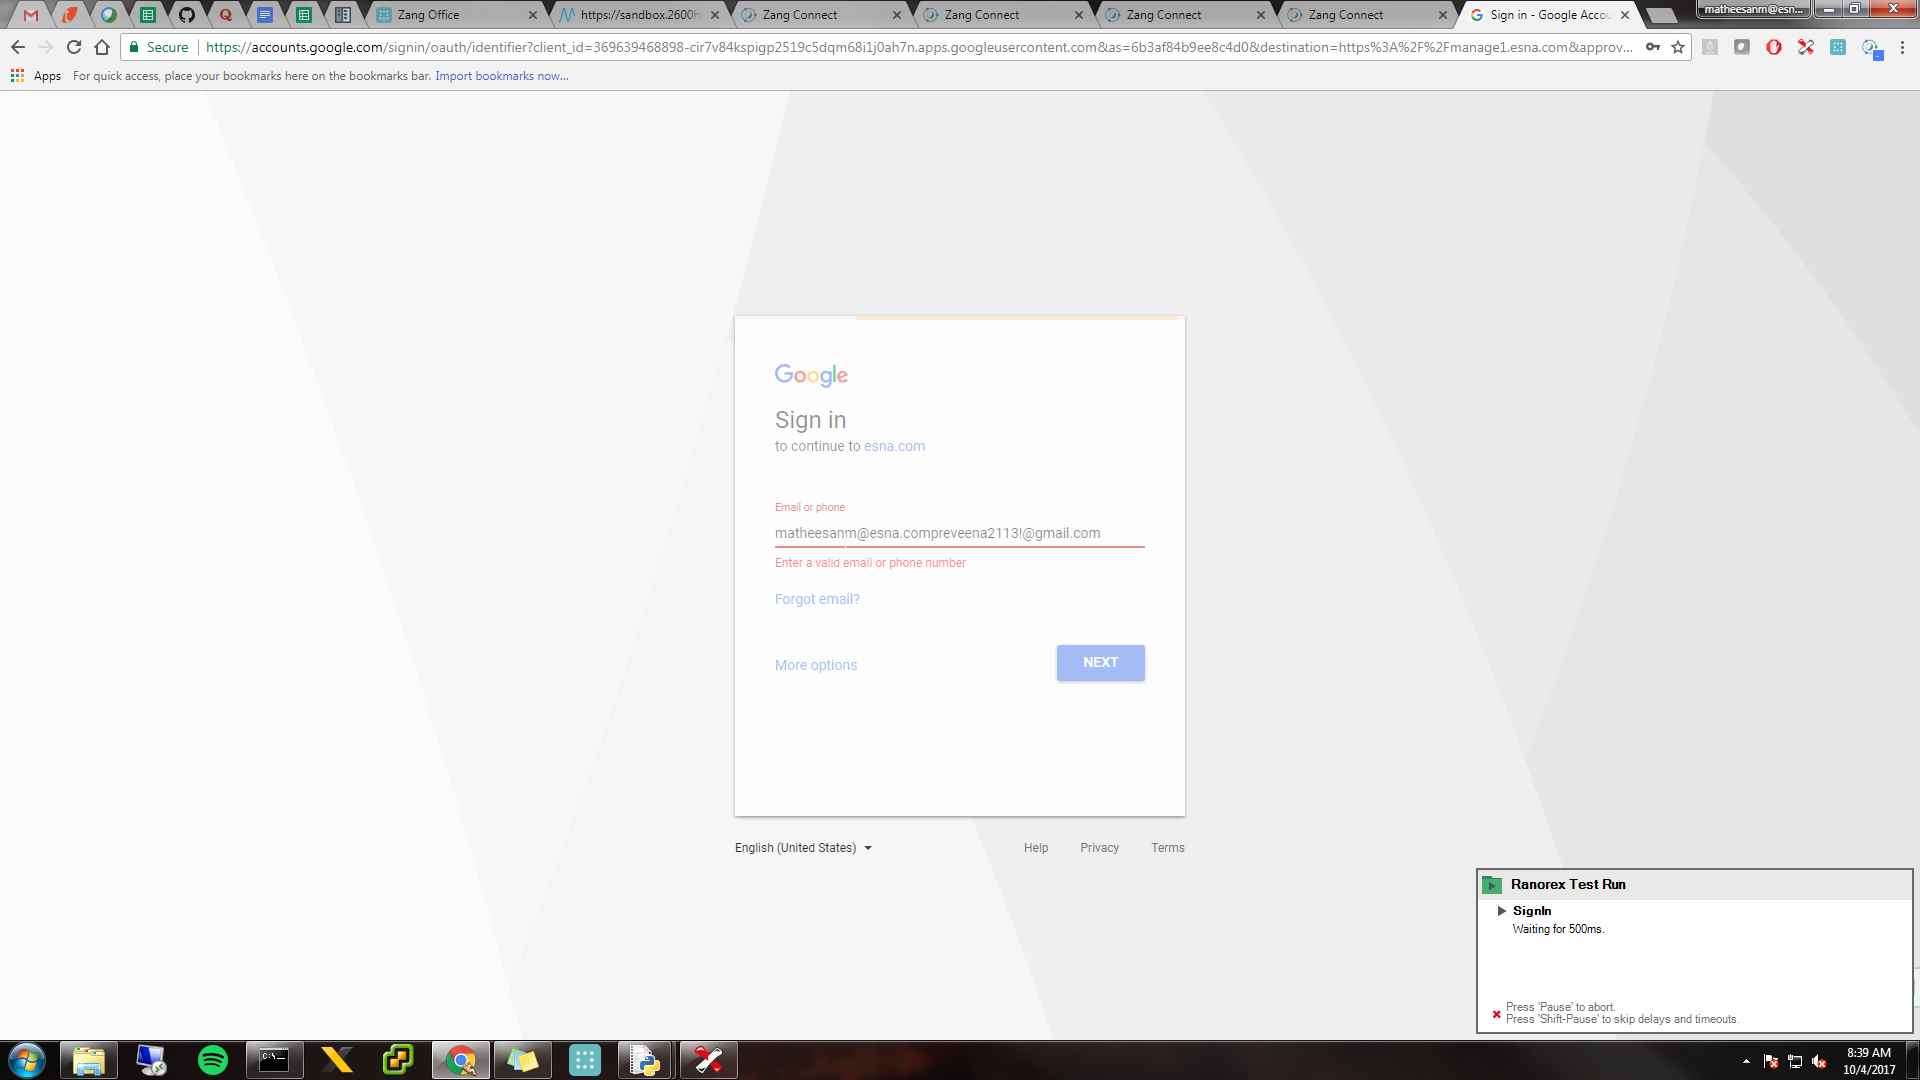 Zang Office
https://sandbox.2600h
Zang Connect
Zang Connect
Zang Connect
Zang Connect
Sign in - Google Accou
matheesanm@esn...
Secure
https://accounts.google.com/signin/oauth/identifier?client_id=369639468898-cir7v84kspigp2519c5dqm68i1j0ah7n.apps.googleusercontent.com&as=6b3af84b9ee8c4d0&destination=https%3A%2F%2Fmanage1.esna.com&approv...
Apps
For quick access, place your bookmarks here on the bookmarks bar. Import bookmarks now...
Google
Sign in
to continue to esna.com
Email or phone
matheesanm@esna.compreveena2113!@gmail.com
Enter a valid email or phone number
Forgot email?
More options
NEXT
English (United States)
Help
Privacy
Terms
Ranorex Test Run
SignIn
Waiting for 500ms.
Press 'Pause' to abort.
Press 'Shift-Pause' to skip delays and timeouts.
8:39 AM
10/4/2017